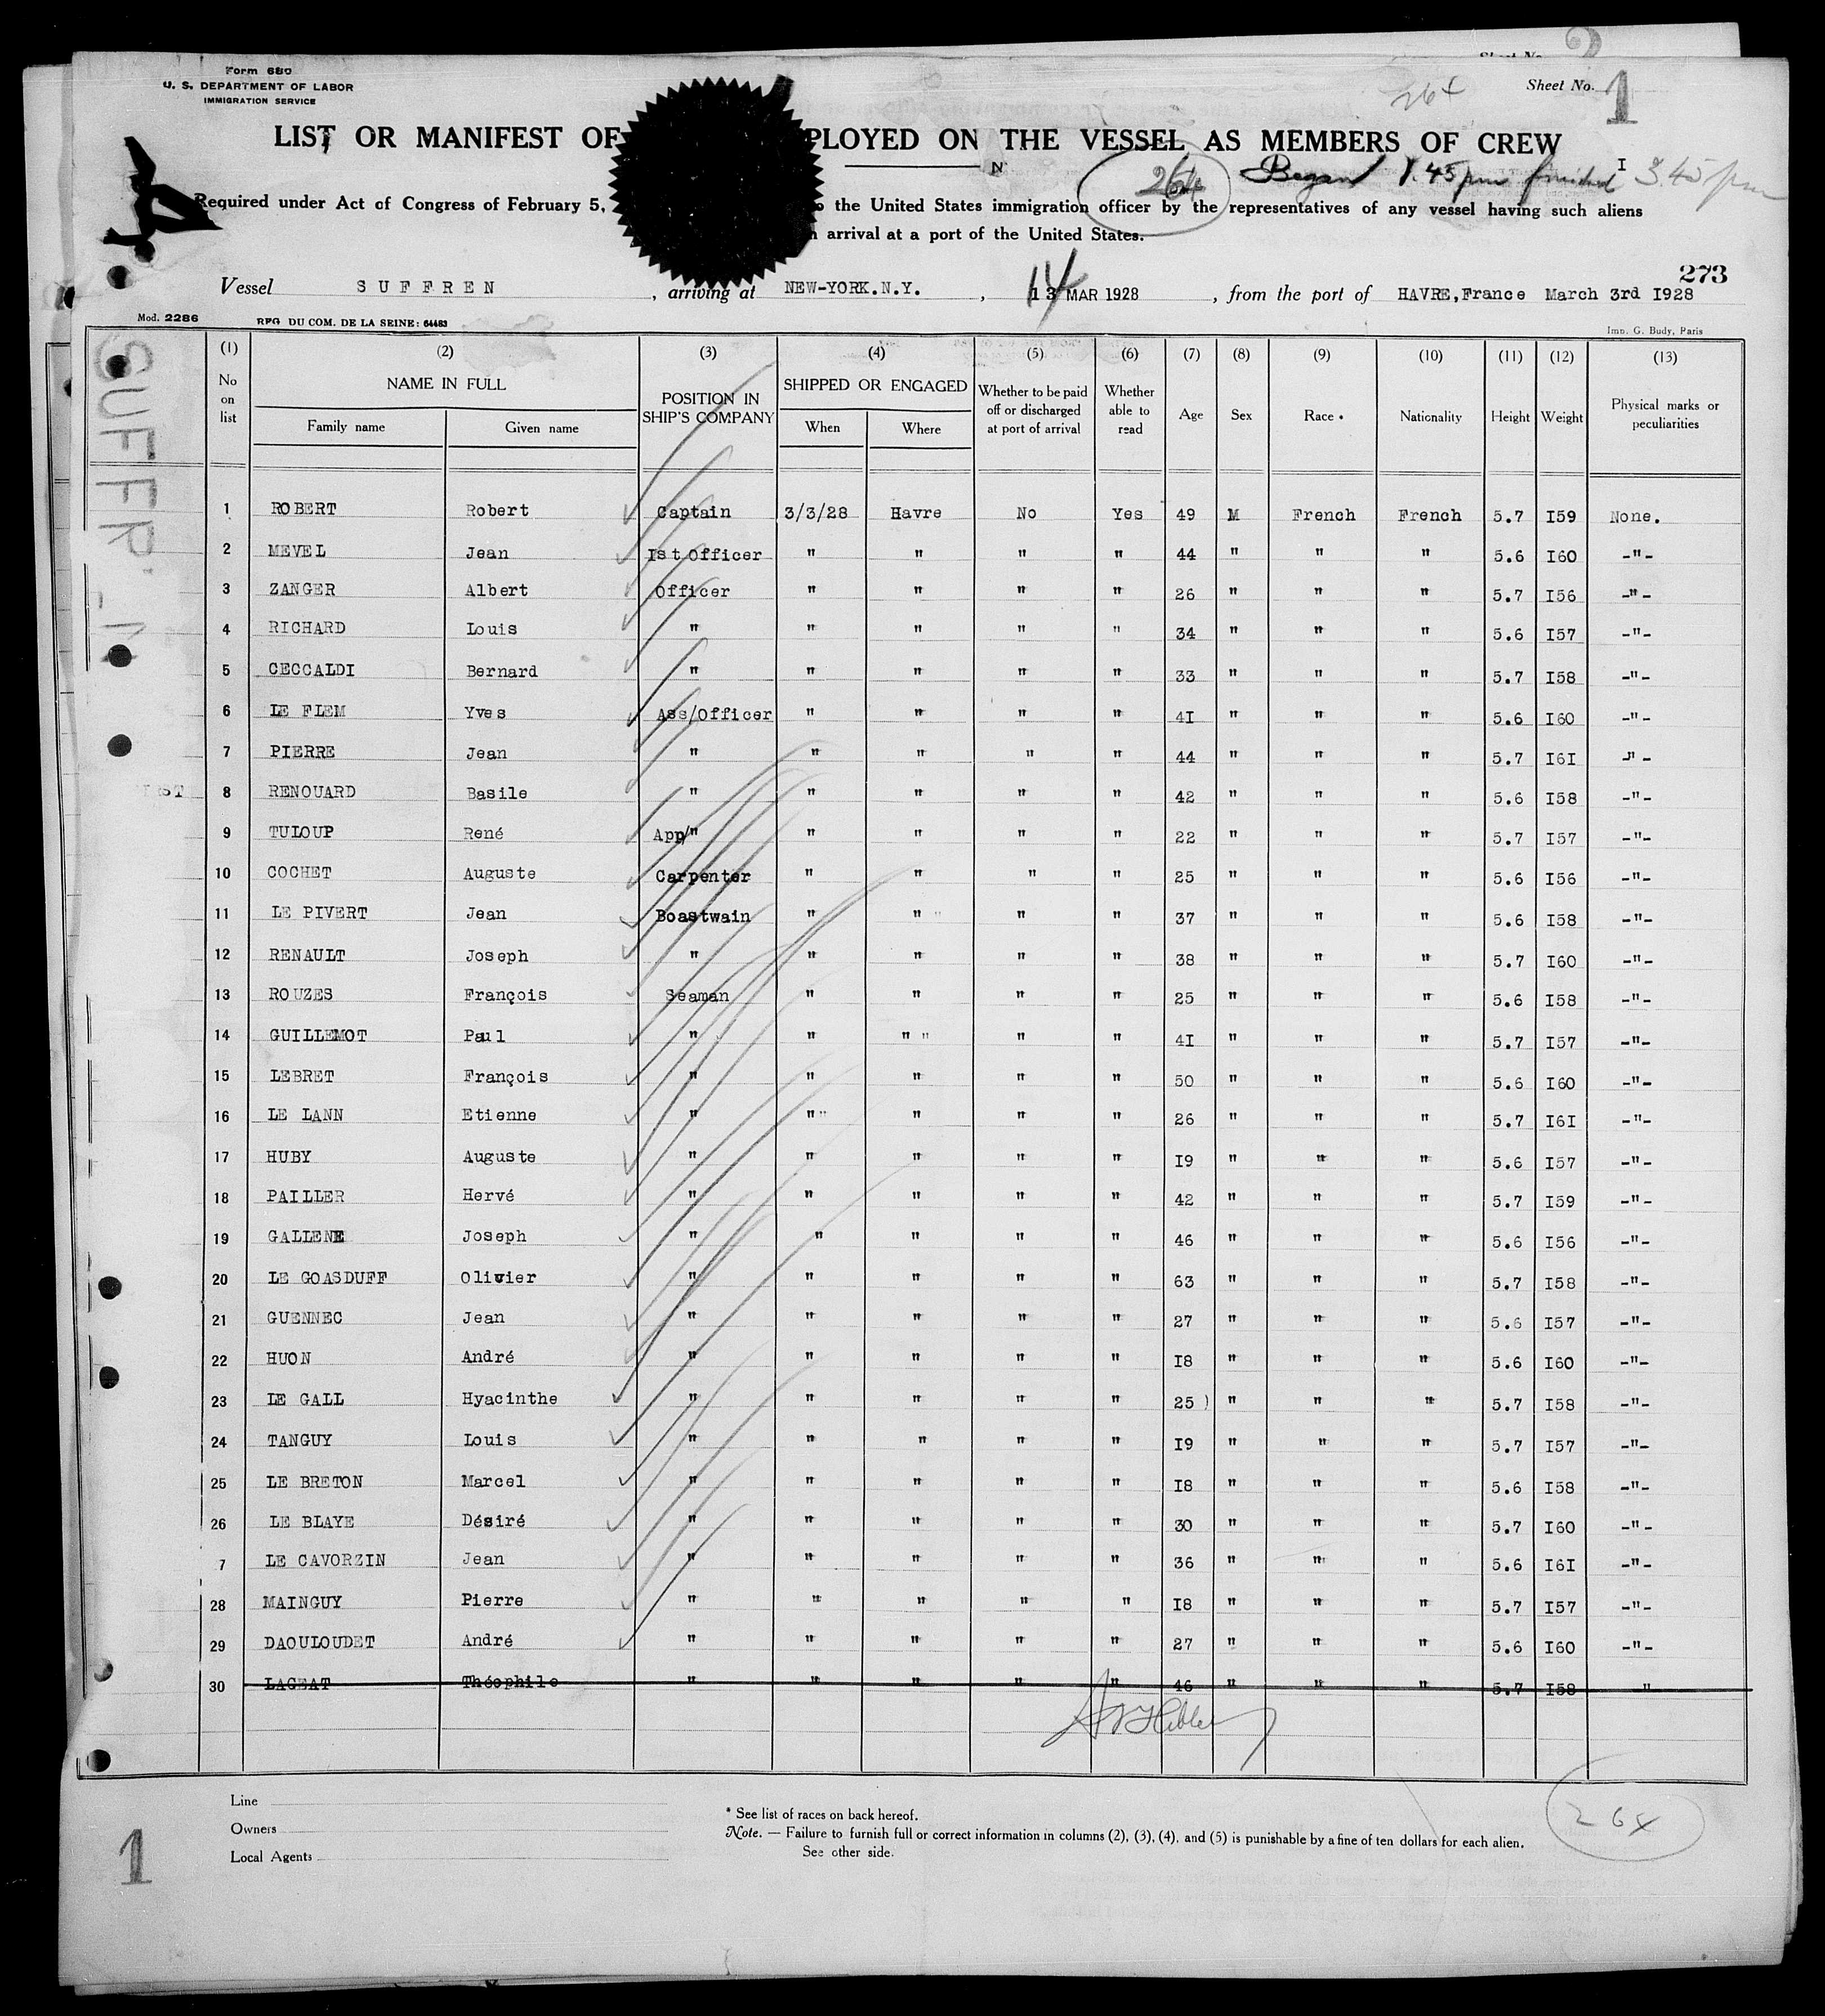 Form 680
U. S. DEPARTMENT OF LABOR
IMMIGRATION SERVICE
Sheet No. 1
264
LIST OR MANIFEST OF PLOYED ON THE VESSEL AS MEMBERS OF CREW
264 Began 1.45 pm finished 3.45 pm
Required under Act of Congress of February 5, the United States immigration officer by the representatives of any vessel having such aliens
arrival at a port of the United States.
273
Vessel SUFFREN , arriving at NEW-YORK.N.Y. , 14 MAR 1928 , from the port of HAVRE,France March 3rd I928
Mod. 2286 REG DU COM. DE LA SEINE: 64463 Imp. G. Budy, Paris
(1) (2) (3) (4) (5) (6) (7) (8) (9) (10) (11) (12) (13)
No on list NAME IN FULL Family name Given name POSITION IN SHIP'S COMPANY SHIPPED OR ENGAGED When Where Whether to be paid off or discharged at port of arrival Whether able to read Age Sex Race * Nationality Height Weight Physical marks or peculiarities
1 ROBERT Robert Captain 3/3/28 Havre No Yes 49 M French French 5.7 I59 None.
2 MEVEL Jean Ist Officer " " " " 44 " " " 5.6 I60 -"-
3 ZANGER Albert Officer " " " " 26 " " " 5.7 I56 -"-
4 RICHARD Louis " " " " " 34 " " " 5.6 I57 -"-
5 CECCALDI Bernard " " " " " 33 " " " 5.7 I58 -"-
6 LE FLEM Yves Ass/Officer " " " " 4I " " " 5.6 I60 -"-
7 PIERRE Jean " " " " " 44 " " " 5.7 I6I -"-
8 RENOUARD Basile " " " " " 42 " " " 5.6 I58 -"-
9 TULOUP René App/" " " " " 22 " " " 5.7 I57 -"-
10 COCHET Auguste Carpenter " " " " 25 " " " 5.6 I56 -"-
11 LE PIVERT Jean Boastwain " " " " 37 " " " 5.6 I58 -"-
12 RENAULT Joseph " " " " " 38 " " " 5.7 I60 -"-
13 ROUZES François Seaman " " " " 25 " " " 5.6 I58 -"-
14 GUILLEMOT Paul " " " " " 4I " " " 5.7 I57 -"-
15 LEBRET François " " " " " 50 " " " 5.6 I60 -"-
16 LE LANN Etienne " " " " " 26 " " " 5.7 I6I -"-
17 HUBY Auguste " " " " " I9 " " " 5.6 I57 -"-
18 PAILLER Hervé " " " " " 42 " " " 5.7 I59 -"-
19 GALLENE Joseph " " " " " 46 " " " 5.6 I56 -"-
20 LE GOASDUFF Olivier " " " " " 63 " " " 5.7 I58 -"-
21 GUENNEC Jean " " " " " 27 " " " 5.6 I57 -"-
22 HUON André " " " " " I8 " " " 5.6 I60 -"-
23 LE GALL Hyacinthe " " " " " 25 " " " 5.7 I58 -"-
24 TANGUY Louis " " " " " I9 " " " 5.7 I57 -"-
25 LE BRETON Marcel " " " " " I8 " " " 5.6 I58 -"-
26 LE BLAYE Désiré " " " " " 30 " " " 5.7 I60 -"-
7 LE CAVORZIN Jean " " " " " 36 " " " 5.6 I6I -"-
28 MAINGUY Pierre " " " " " I8 " " " 5.7 I57 -"-
29 DAOULOUDET André " " " " " 27 " " " 5.6 I60 -"-
30 LAGEAT Théophile " " " " " 46 " " " 5.7 I58 "
Line
Owners
Local Agents
* See list of races on back hereof.
Note. — Failure to furnish full or correct information in columns (2), (3), (4), and (5) is punishable by a fine of ten dollars for each alien.
See other side.
264
1